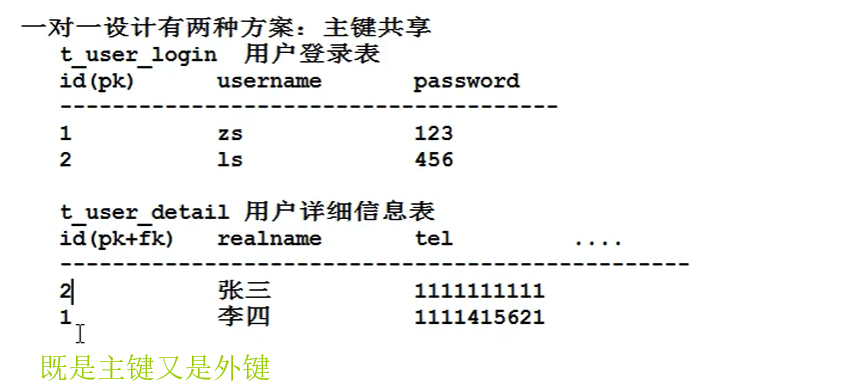 一对一设计有两种方案：主键共享
t_user_login 用户登录表
id(pk) username password
--------------------------------------
1 zs 123
2 ls 456
t_user_detail 用户详细信息表
id(pk+fk) realname tel ....
------------------------------------------------
2 张三 1111111111
1 李四 1111415621
既是主键又是外键